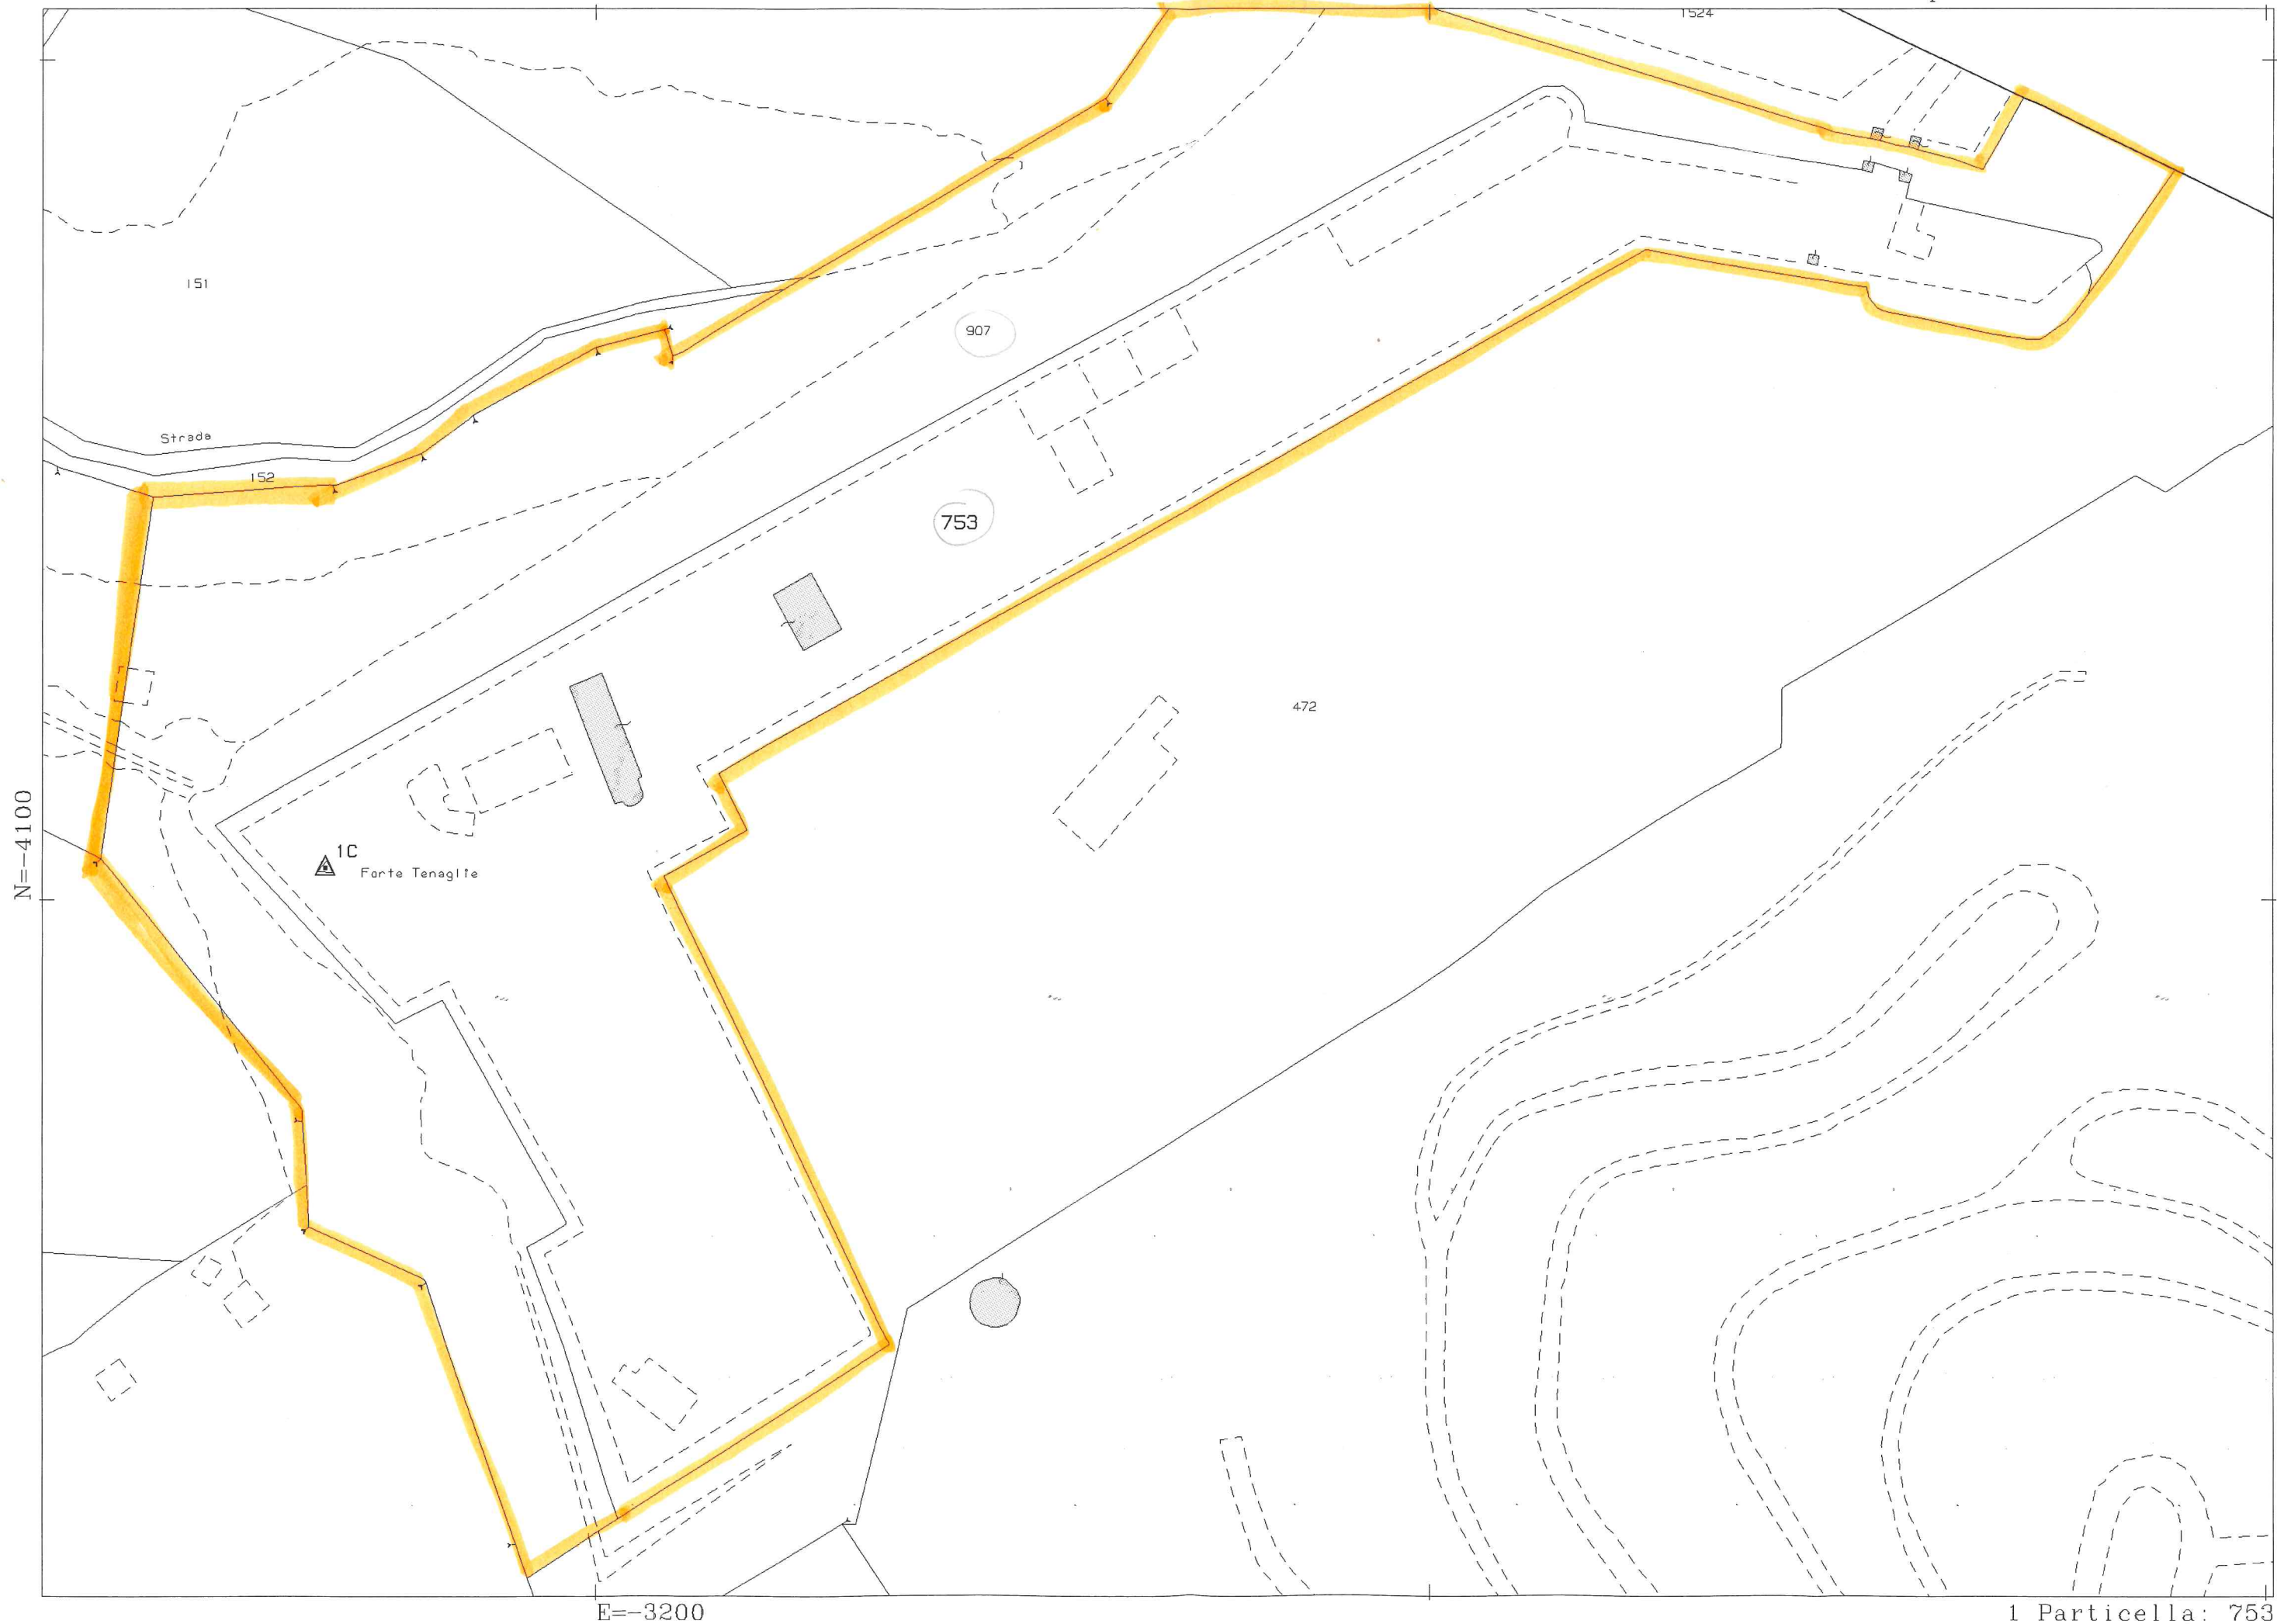 1524
151
907
Strada
152
753
472
1C
Forte Tenaglie
N=-4100
E=-3200
1 Particella: 753